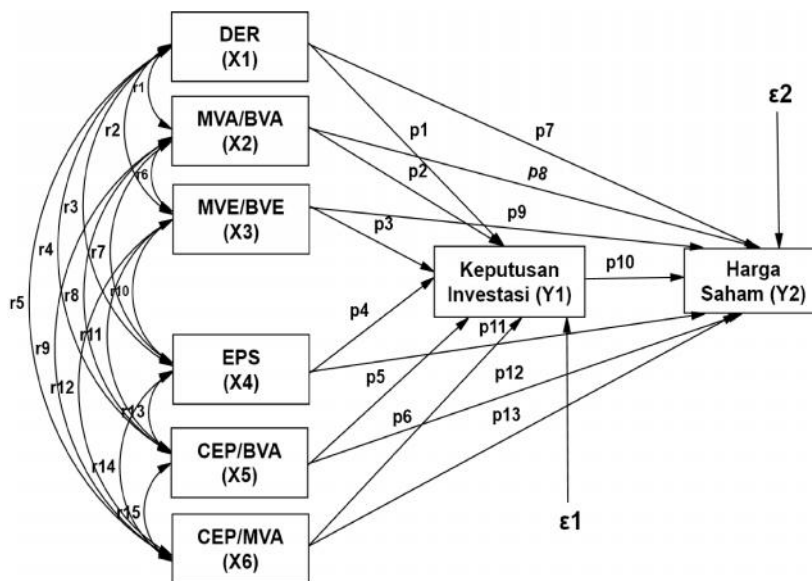 DER
(X1)
ε2
r1
MVA/BVA
(X2)
p1
p7
r2
p2
p8
r6
r3
MVE/BVE
(X3)
p3
p9
r4
r7
r10
Keputusan
Investasi (Y1)
p10
Harga
Saham (Y2)
r5
r8
r11
p4
p11
r9
EPS
(X4)
p5
p12
r12
r13
p6
p13
CEP/BVA
(X5)
r14
r15
ε1
CEP/MVA
(X6)